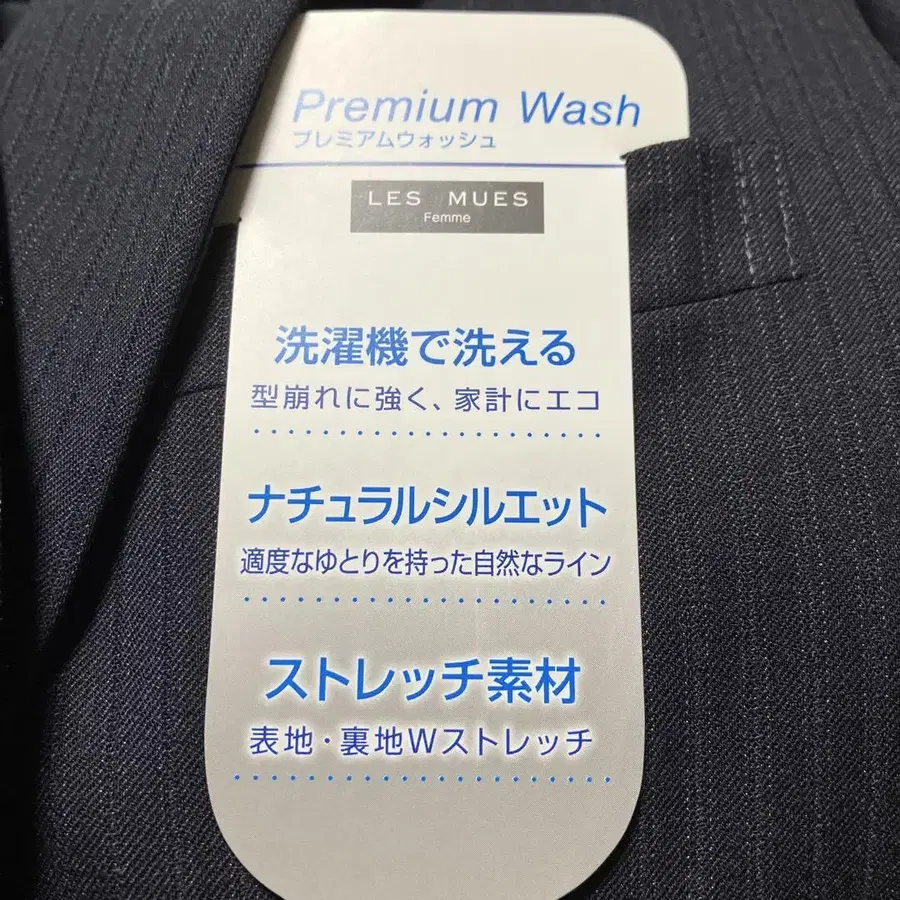 Premium Wash
プレミアムウォッシュ
LES MUES
Femme
洗濯機で洗える
型崩れに強く、家計にエコ
ナチュラルシルエット
適度なゆとりを持った自然なライン
ストレッチ素材
表地・裏地Wストレッチ